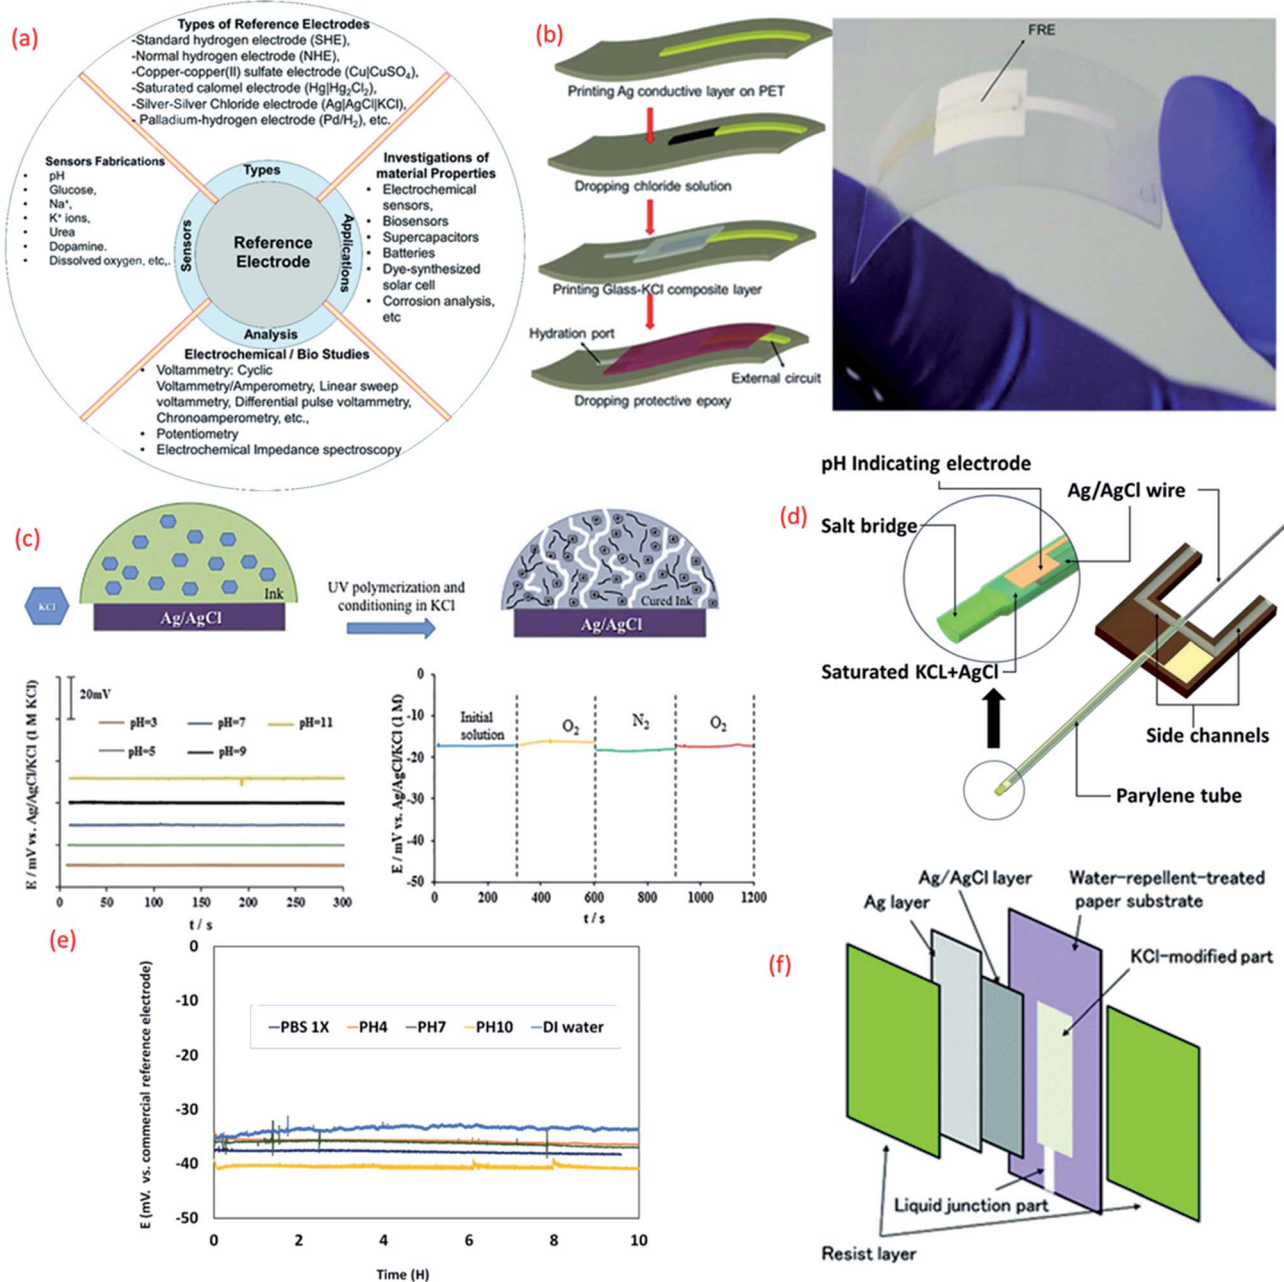 (a)
Types of Reference Electrodes
-Standard hydrogen electrode (SHE),
-Normal hydrogen electrode (NHE),
-Copper-copper(II) sulfate electrode (Cu|CuSO₄),
-Saturated calomel electrode (Hg|Hg₂Cl₂),
-Silver-Silver Chloride electrode (Ag|AgCl|KCl),
- Palladium-hydrogen electrode (Pd/H₂), etc.
Sensors Fabrications
• pH
• Glucose,
• Na⁺,
• K⁺ ions,
• Urea
• Dopamine.
• Dissolved oxygen, etc,.
Types
Sensors
Reference
Electrode
Applications
Analysis
Investigations of
material Properties
• Electrochemical
sensors,
• Biosensors
• Supercapacitors
• Batteries
• Dye-synthesized
solar cell
• Corrosion analysis,
etc
Electrochemical / Bio Studies
• Voltammetry: Cyclic
Voltammetry/Amperometry, Linear sweep
voltammetry, Differential pulse voltammetry,
Chronoamperometry, etc.,
• Potentiometry
• Electrochemical Impedance spectroscopy
(b)
Printing Ag conductive layer on PET
Dropping chloride solution
Printing Glass-KCl composite layer
Hydration port
External circuit
Dropping protective epoxy
FRE
(c)
KCl
Ink
Ag/AgCl
UV polymerization and
conditioning in KCl
Cured Ink
Ag/AgCl
E / mV vs. Ag/AgCl/KCl (1 M KCl)
20mV
pH=3 pH=7 pH=11
pH=5 pH=9
0 50 100 150 200 250 300
t / s
E / mV vs. Ag/AgCl/KCl (1 M)
0
-10
-20
-30
-40
-50
Initial
solution
O₂
N₂
O₂
0 200 400 600 800 1000 1200
t / s
(d)
pH Indicating electrode
Ag/AgCl wire
Salt bridge
Saturated KCL+AgCl
Side channels
Parylene tube
(e)
E (mV. vs. commercial reference electrode)
0
-10
-20
-30
-40
-50
PBS 1X PH4 PH7 PH10 DI water
0 2 4 6 8 10
Time (H)
(f)
Ag/AgCl layer
Ag layer
Water-repellent-treated
paper substrate
KCl-modified part
Liquid junction part
Resist layer